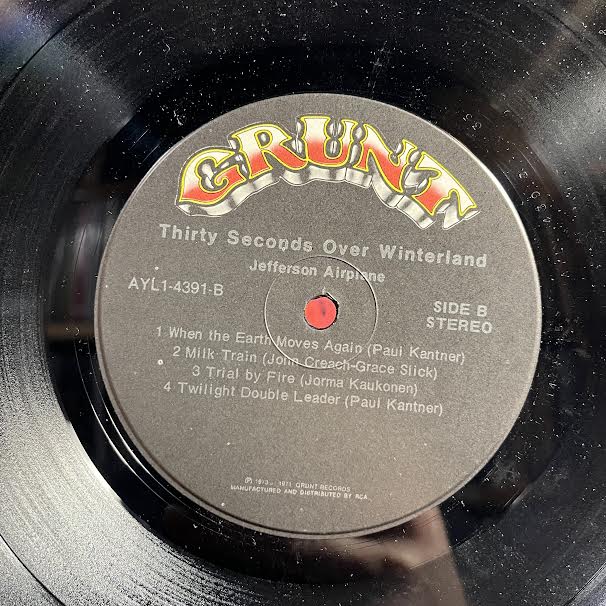 GRUNT
Thirty Seconds Over Winterland
Jefferson Airplane
AYL1-4391-B
SIDE B
STEREO
1 When the Earth Moves Again (Paul Kantner)
2 Milk Train (John Creach-Grace Slick)
3 Trial by Fire (Jorma Kaukonen)
4 Twilight Double Leader (Paul Kantner)
Ⓟ 1973 1971 GRUNT RECORDS
MANUFACTURED AND DISTRIBUTED BY RCA